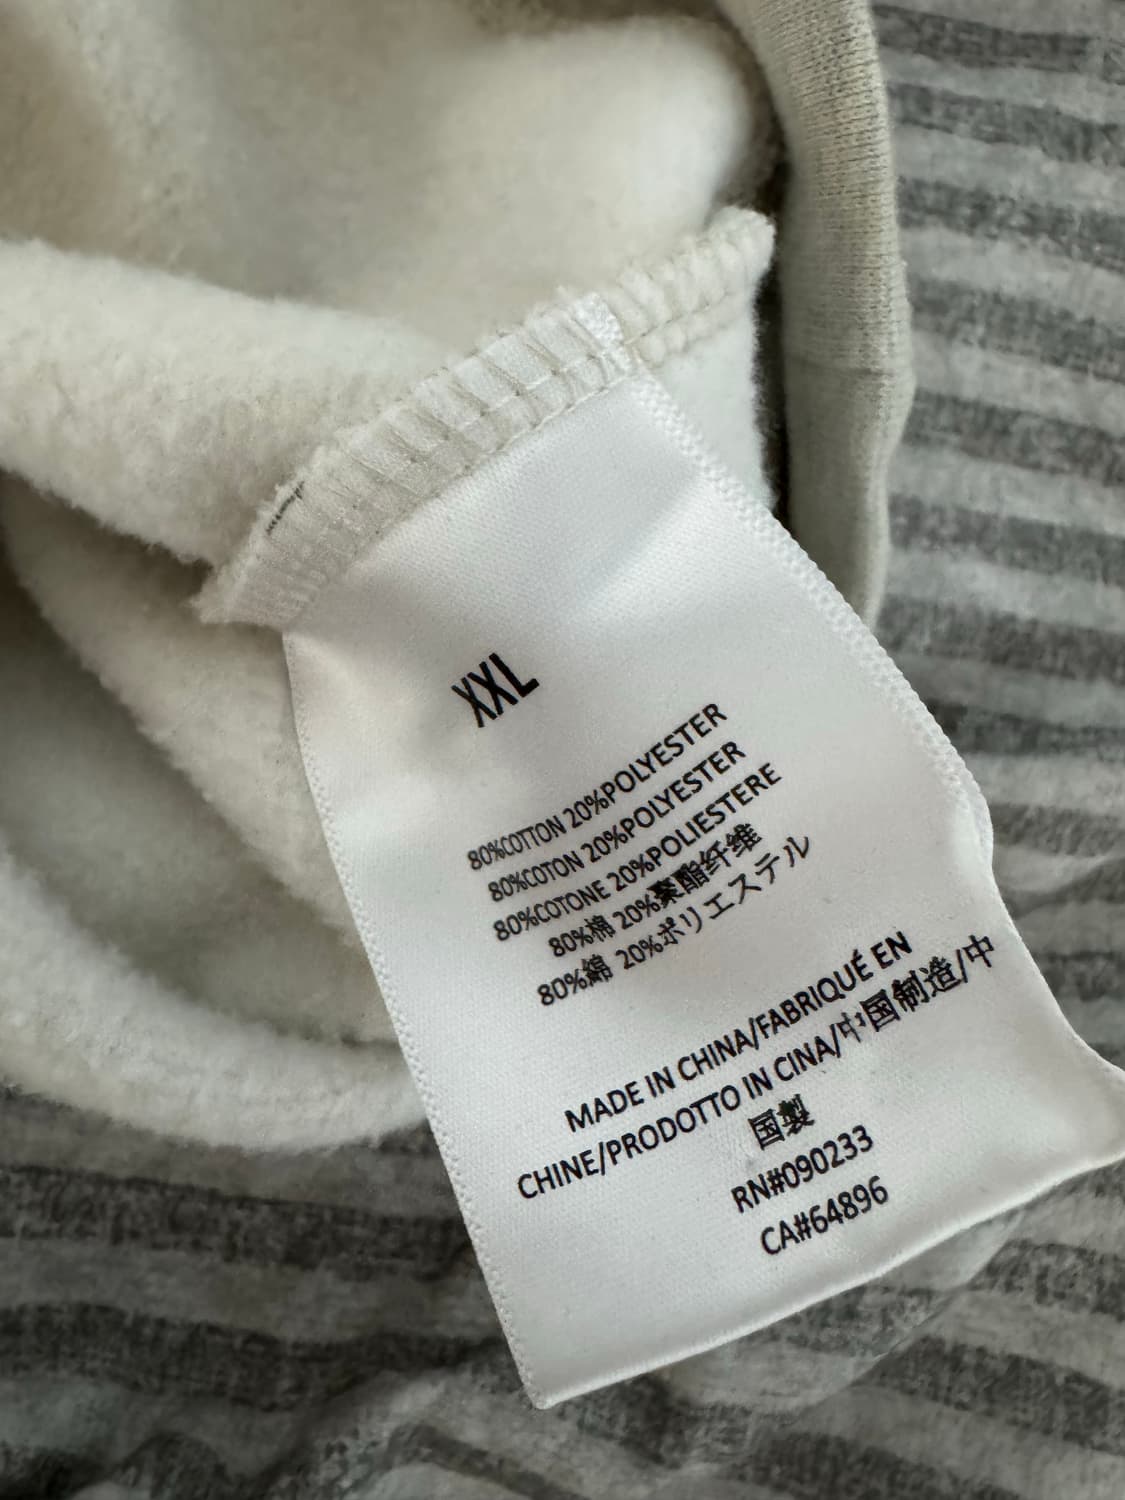 XXL
80%COTTON 20%POLYESTER
80%COTON 20%POLYESTER
80%COTONE 20%POLIESTERE
80%棉 20%聚酯纤维
80%綿 20%ポリエステル
MADE IN CHINA/FABRIQUÉ EN
CHINE/PRODOTTO IN CINA/中国制造/中
国製
RN#090233
CA#64896